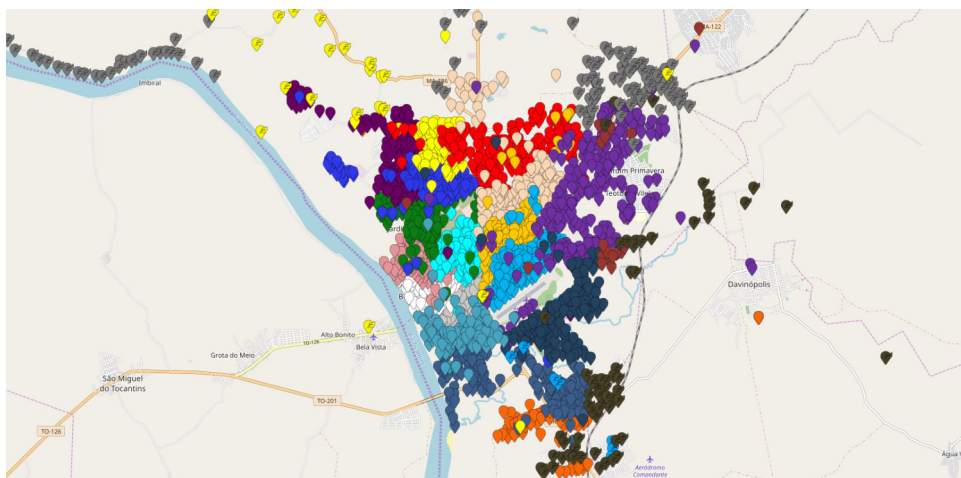 MA-122
Imbiral
MA-386
Teoto
Davinópolis
Alto Bonito
TO-126
Grota do Meio
Bela Vista
São Miguel
do Tocantins
TO-201
TO-126
Aeródromo
Comandante
Água